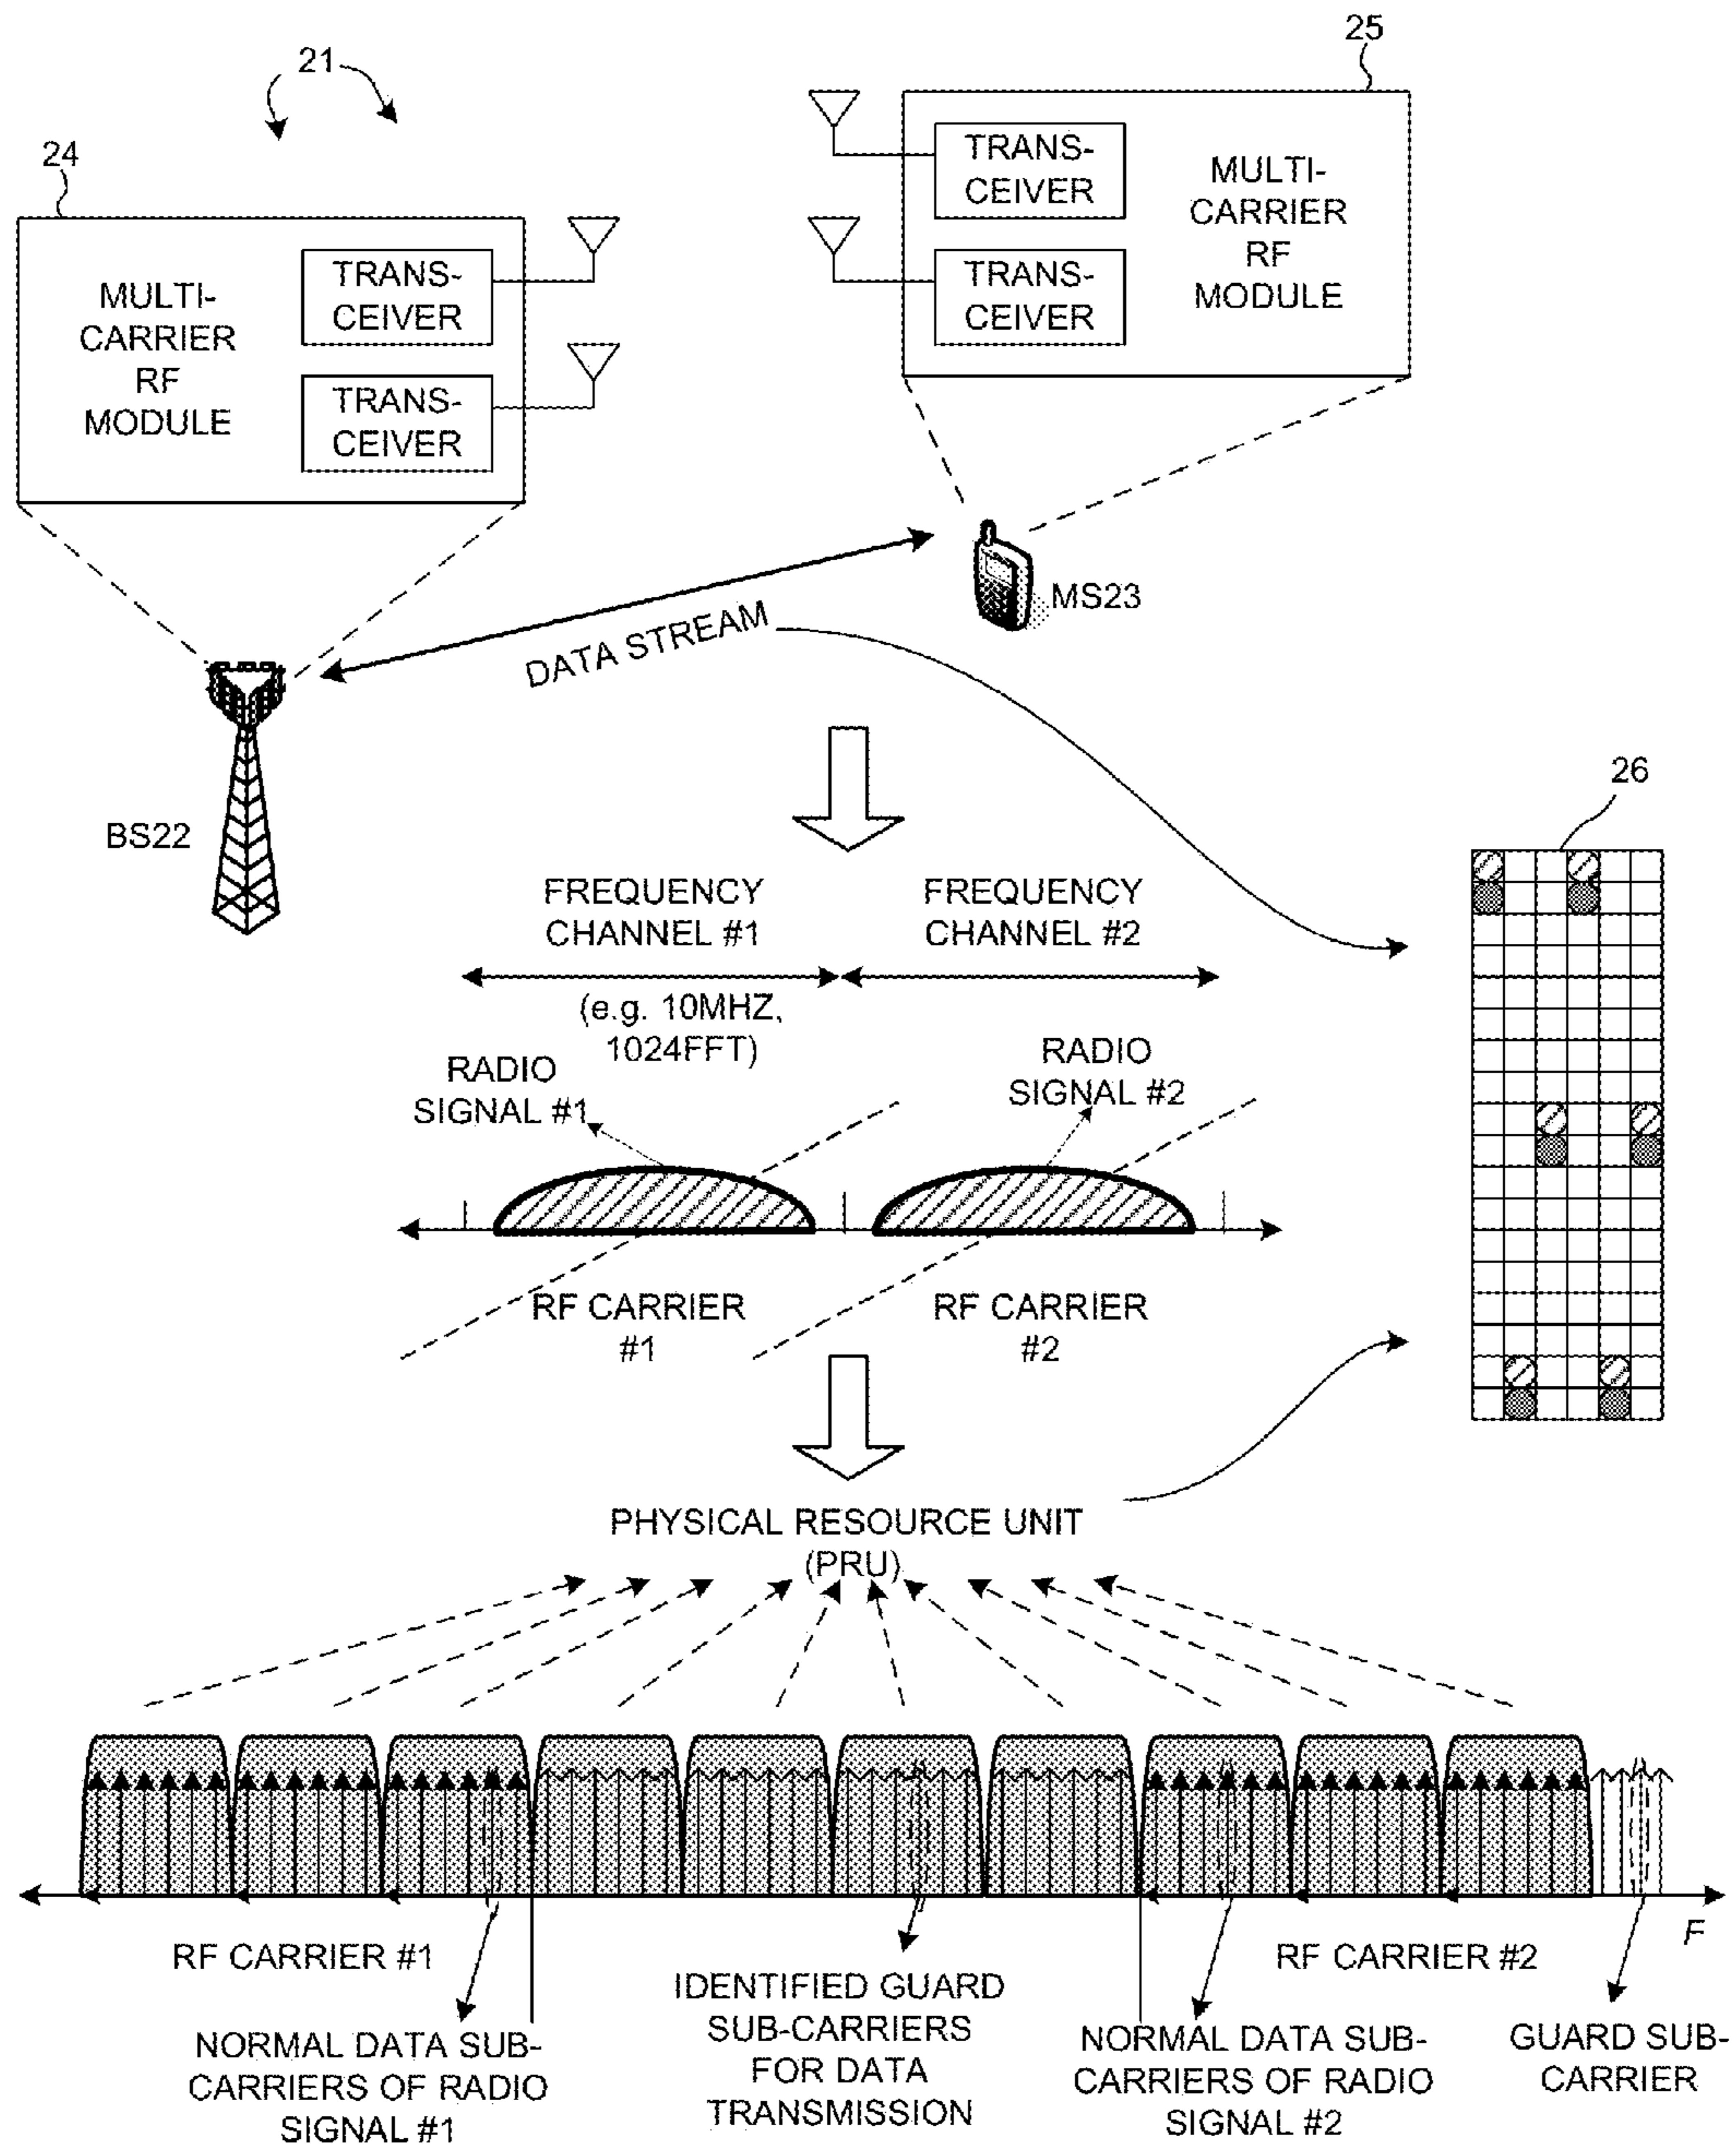 21
25
24
TRANS-
CEIVER
TRANS-
CEIVER
MULTI-
CARRIER
RF
MODULE
MULTI-
CARRIER
RF
MODULE
TRANS-
CEIVER
TRANS-
CEIVER
MS23
DATA STREAM
BS22
26
FREQUENCY
CHANNEL #1
FREQUENCY
CHANNEL #2
(e.g. 10MHZ,
1024FFT)
RADIO
SIGNAL #1
RADIO
SIGNAL #2
RF CARRIER
#1
RF CARRIER
#2
PHYSICAL RESOURCE UNIT
(PRU)
F
RF CARRIER #1
RF CARRIER #2
NORMAL DATA SUB-
CARRIERS OF RADIO
SIGNAL #1
IDENTIFIED GUARD
SUB-CARRIERS
FOR DATA
TRANSMISSION
NORMAL DATA SUB-
CARRIERS OF RADIO
SIGNAL #2
GUARD SUB-
CARRIER